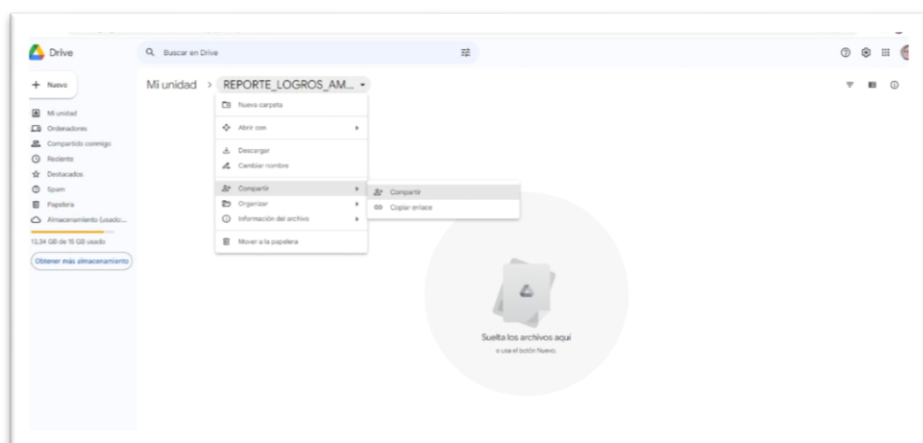 Drive
Buscar en Drive
Nuevo
Mi unidad
Ordenadores
Compartido conmigo
Reciente
Destacados
Spam
Papelera
Almacenamiento (usado...
13,34 GB de 15 GB usado
Obtener más almacenamiento
Mi unidad > REPORTE_LOGROS_AM...
Nueva carpeta
Abrir con
Descargar
Cambiar nombre
Compartir
Organizar
Información del archivo
Mover a la papelera
Compartir
Copiar enlace
Suelta los archivos aquí
o usa el botón Nuevo.